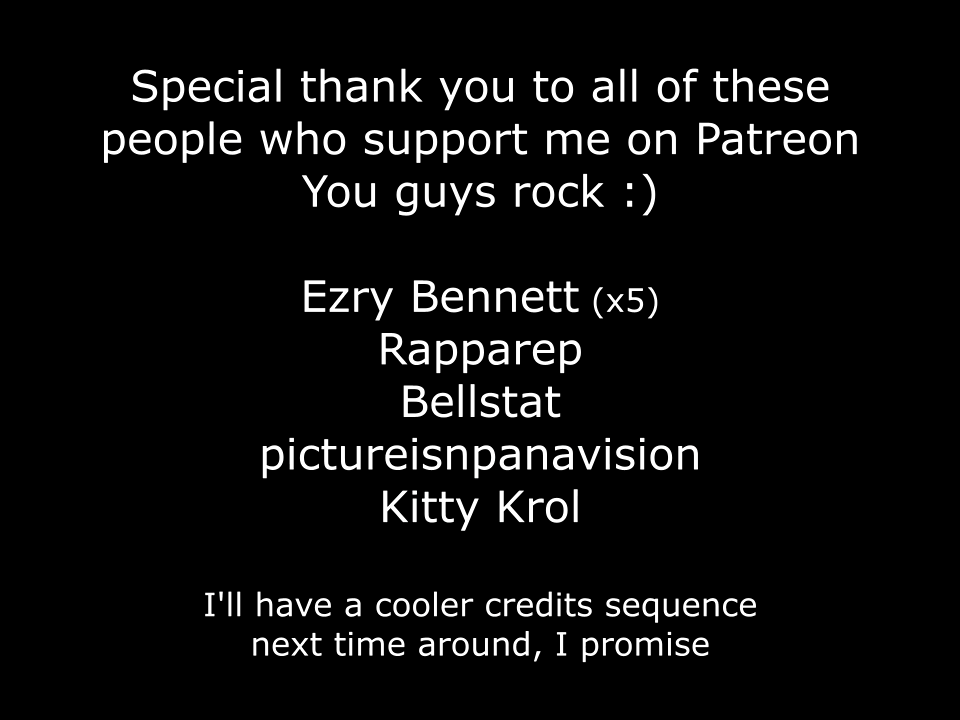 Special thank you to all of these
people who support me on Patreon
You guys rock :)
Ezry Bennett (x5)
Rapparep
Bellstat
pictureisnpanavision
Kitty Krol
I'll have a cooler credits sequence
next time around, I promise